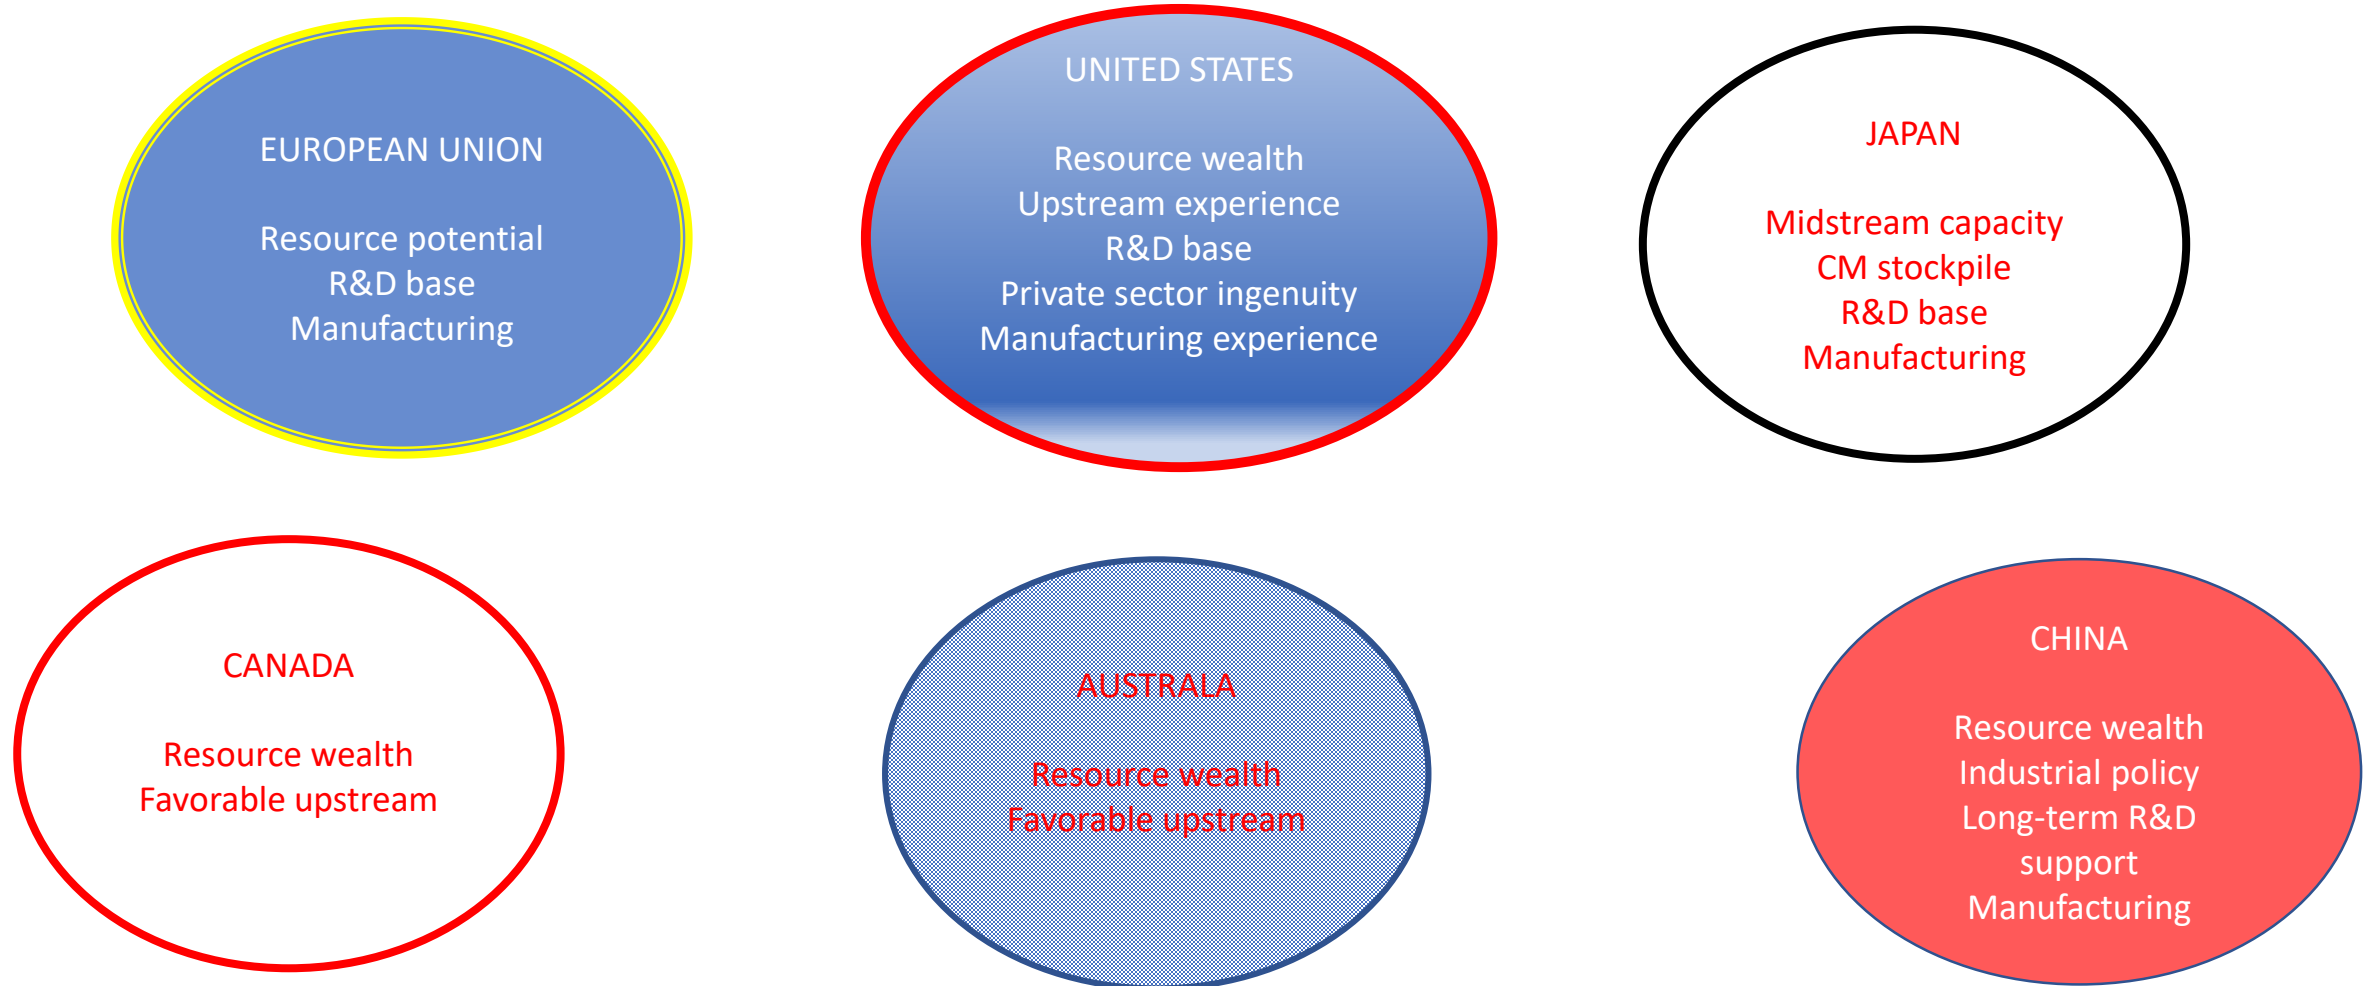 EUROPEAN UNION
Resource potential
R&D base
Manufacturing
UNITED STATES
Resource wealth
Upstream experience
R&D base
Private sector ingenuity
Manufacturing experience
JAPAN
Midstream capacity
CM stockpile
R&D base
Manufacturing
CANADA
Resource wealth
Favorable upstream
AUSTRALA
Resource wealth
Favorable upstream
CHINA
Resource wealth
Industrial policy
Long-term R&D
support
Manufacturing